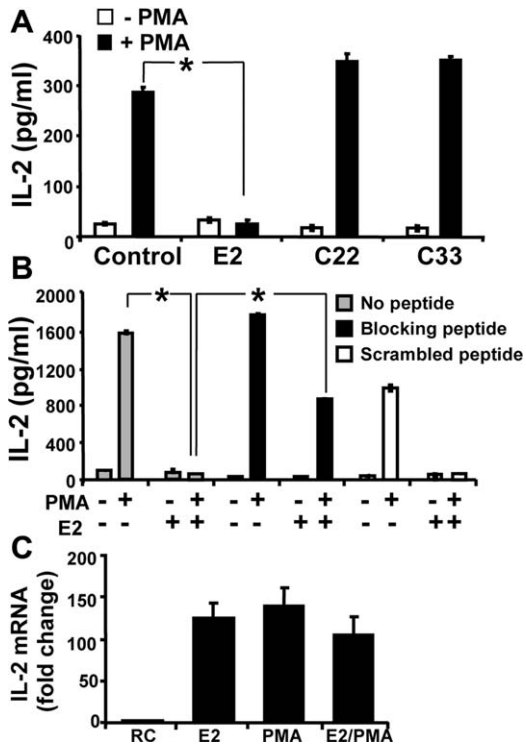 A
- PMA
+ PMA
*
IL-2 (pg/ml)
400
300
200
100
0
Control E2 C22 C33
B
No peptide
Blocking peptide
Scrambled peptide
* *
IL-2 (pg/ml)
2000
1600
1200
800
400
0
PMA - + - + - + - + - + - +
E2 - - + + - - + + - - + +
C
IL-2 mRNA
(fold change)
200
150
100
50
0
RC E2 PMA E2/PMA